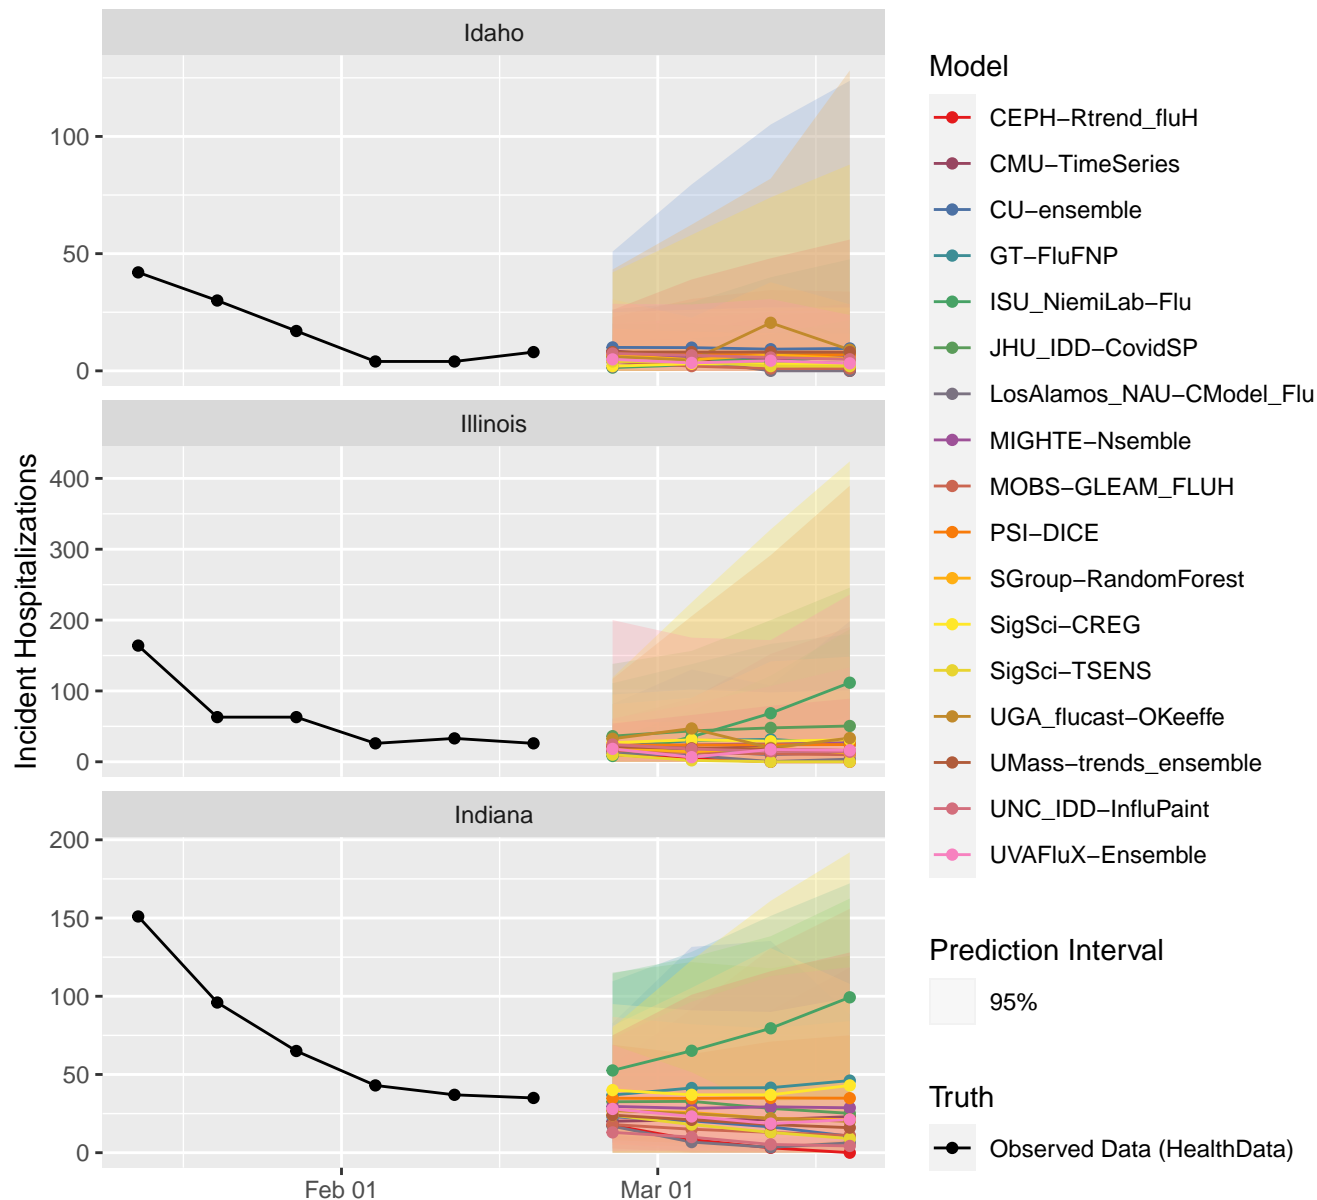 Idaho
100
50
0
Illinois
400
300
200
100
0
Indiana
200
150
100
50
0
Feb 01
Mar 01
Incident Hospitalizations
Model
CEPH−Rtrend_fluH
CMU−TimeSeries
CU−ensemble
GT−FluFNP
ISU_NiemiLab−Flu
JHU_IDD−CovidSP
LosAlamos_NAU−CModel_Flu
MIGHTE−Nsemble
MOBS−GLEAM_FLUH
PSI−DICE
SGroup−RandomForest
SigSci−CREG
SigSci−TSENS
UGA_flucast−OKeeffe
UMass−trends_ensemble
UNC_IDD−InfluPaint
UVAFluX−Ensemble
Prediction Interval
95%
Truth
Observed Data (HealthData)